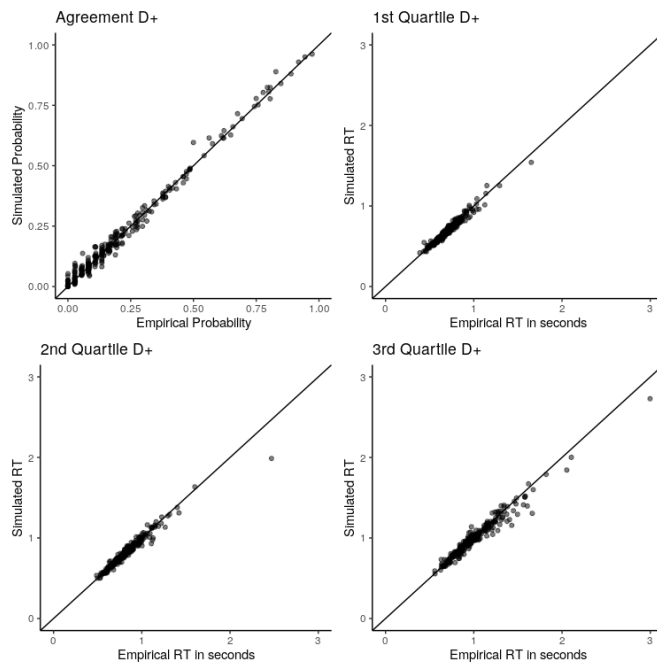 Agreement D+
1.00
0.75
0.50
0.25
0.00
Simulated Probability
0.00 0.25 0.50 0.75 1.00
Empirical Probability
1st Quartile D+
3
2
1
0
Simulated RT
0 1 2 3
Empirical RT in seconds
2nd Quartile D+
3
2
1
0
Simulated RT
0 1 2 3
Empirical RT in seconds
3rd Quartile D+
3
2
1
0
Simulated RT
0 1 2 3
Empirical RT in seconds